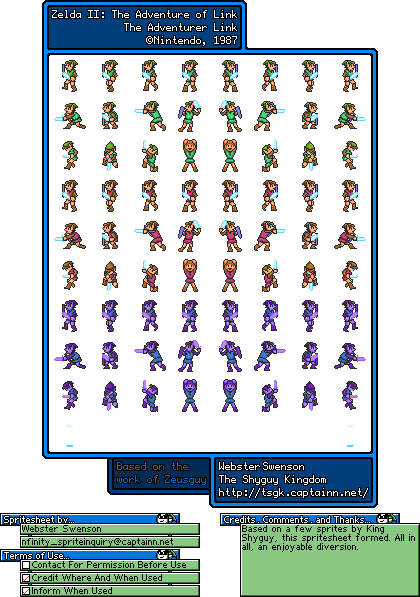 Zelda II: The Adventure of Link
The Adventurer Link
©Nintendo, 1987
Based on the
work of Zeusguy
Webster Swenson
The Shyguy Kingdom
http://tsgk.captainn.net/
Spritesheet by...
Webster Swenson
nfinity_spriteinquiry@captainn.net
Terms of Use...
Contact For Permission Before Use
Credit Where And When Used
Inform When Used
Credits, Comments, and Thanks...
Based on a few sprites by King
Shyguy, this spritesheet formed. All in
all, an enjoyable diversion.